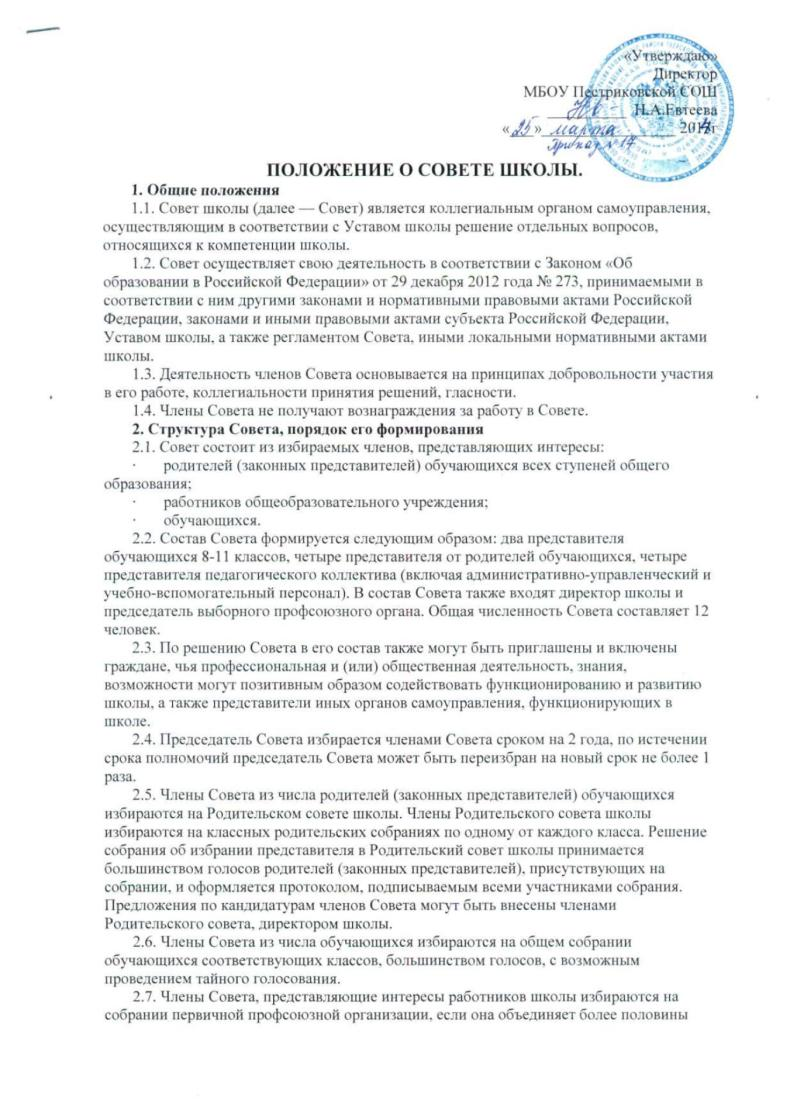 «Утверждаю»
Директор
МБОУ Пестриковской СОШ
Н.А.Евтеева
«25» марта 2017г
Приказ №17
ПОЛОЖЕНИЕ О СОВЕТЕ ШКОЛЫ.
1. Общие положения
1.1. Совет школы (далее — Совет) является коллегиальным органом самоуправления,
осуществляющим в соответствии с Уставом школы решение отдельных вопросов,
относящихся к компетенции школы.
1.2. Совет осуществляет свою деятельность в соответствии с Законом «Об
образовании в Российской Федерации» от 29 декабря 2012 года № 273, принимаемыми в
соответствии с ним другими законами и нормативными правовыми актами Российской
Федерации, законами и иными правовыми актами субъекта Российской Федерации,
Уставом школы, а также регламентом Совета, иными локальными нормативными актами
школы.
1.3. Деятельность членов Совета основывается на принципах добровольности участия
в его работе, коллегиальности принятия решений, гласности.
1.4. Члены Совета не получают вознаграждения за работу в Совете.
2. Структура Совета, порядок его формирования
2.1. Совет состоит из избираемых членов, представляющих интересы:
· родителей (законных представителей) обучающихся всех ступеней общего
образования;
· работников общеобразовательного учреждения;
· обучающихся.
2.2. Состав Совета формируется следующим образом: два представителя
обучающихся 8-11 классов, четыре представителя от родителей обучающихся, четыре
представителя педагогического коллектива (включая административно-управленческий и
учебно-вспомогательный персонал). В состав Совета также входят директор школы и
председатель выборного профсоюзного органа. Общая численность Совета составляет 12
человек.
2.3. По решению Совета в его состав также могут быть приглашены и включены
граждане, чья профессиональная и (или) общественная деятельность, знания,
возможности могут позитивным образом содействовать функционированию и развитию
школы, а также представители иных органов самоуправления, функционирующих в
школе.
2.4. Председатель Совета избирается членами Совета сроком на 2 года, по истечении
срока полномочий председатель Совета может быть переизбран на новый срок не более 1
раза.
2.5. Члены Совета из числа родителей (законных представителей) обучающихся
избираются на Родительском совете школы. Члены Родительского совета школы
избираются на классных родительских собраниях по одному от каждого класса. Решение
собрания об избрании представителя в Родительский совет школы принимается
большинством голосов родителей (законных представителей), присутствующих на
собрании, и оформляется протоколом, подписываемым всеми участниками собрания.
Предложения по кандидатурам членов Совета могут быть внесены членами
Родительского совета, директором школы.
2.6. Члены Совета из числа обучающихся избираются на общем собрании
обучающихся соответствующих классов, большинством голосов, с возможным
проведением тайного голосования.
2.7. Члены Совета, представляющие интересы работников школы избираются на
собрании первичной профсоюзной организации, если она объединяет более половины